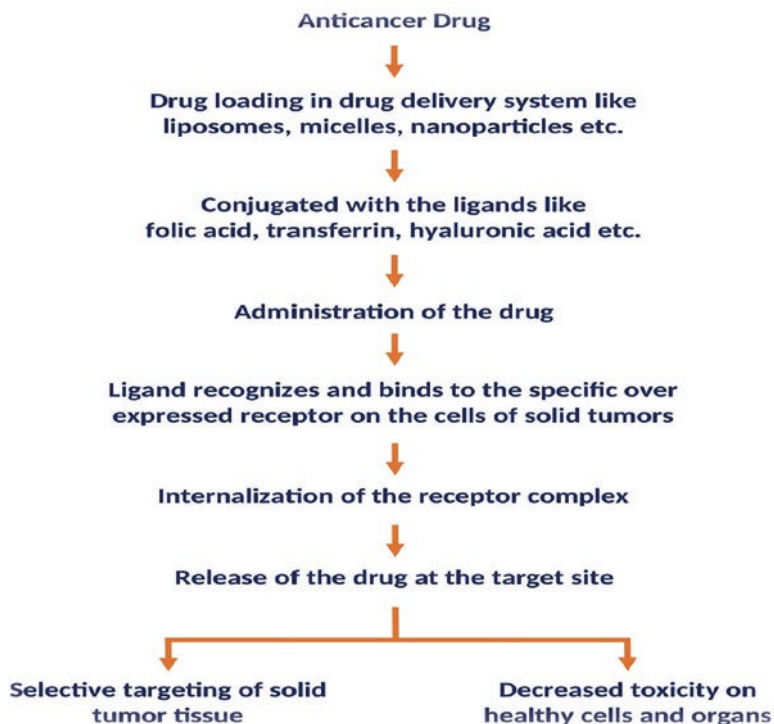 Anticancer Drug
Drug loading in drug delivery system like
liposomes, micelles, nanoparticles etc.
Conjugated with the ligands like
folic acid, transferrin, hyaluronic acid etc.
Administration of the drug
Ligand recognizes and binds to the specific over
expressed receptor on the cells of solid tumors
Internalization of the receptor complex
Release of the drug at the target site
Selective targeting of solid
tumor tissue
Decreased toxicity on
healthy cells and organs